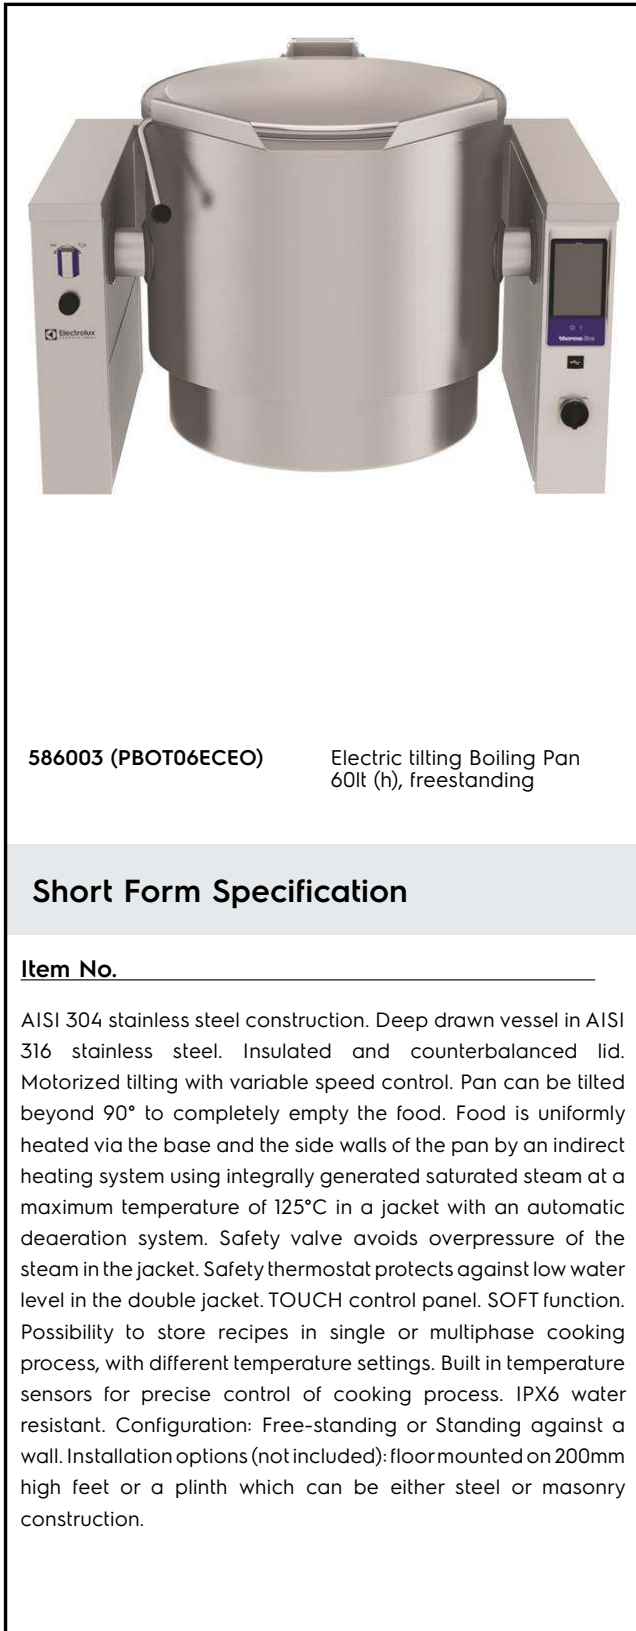 Electrolux
PROFESSIONAL
thermaline
586003 (PBOT06ECEO)
Electric tilting Boiling Pan
60lt (h), freestanding
Short Form Specification
Item No.
AISI 304 stainless steel construction. Deep drawn vessel in AISI
316 stainless steel. Insulated and counterbalanced lid.
Motorized tilting with variable speed control. Pan can be tilted
beyond 90° to completely empty the food. Food is uniformly
heated via the base and the side walls of the pan by an indirect
heating system using integrally generated saturated steam at a
maximum temperature of 125°C in a jacket with an automatic
deaeration system. Safety valve avoids overpressure of the
steam in the jacket. Safety thermostat protects against low water
level in the double jacket. TOUCH control panel. SOFT function.
Possibility to store recipes in single or multiphase cooking
process, with different temperature settings. Built in temperature
sensors for precise control of cooking process. IPX6 water
resistant. Configuration: Free-standing or Standing against a
wall. Installation options (not included): floor mounted on 200mm
high feet or a plinth which can be either steel or masonry
construction.